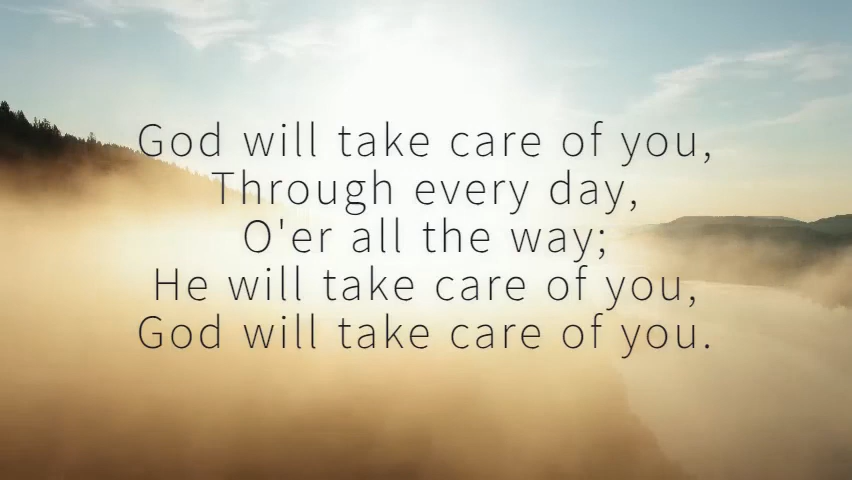 God will take care of you,
Through every day,
O'er all the way;
He will take care of you,
God will take care of you.